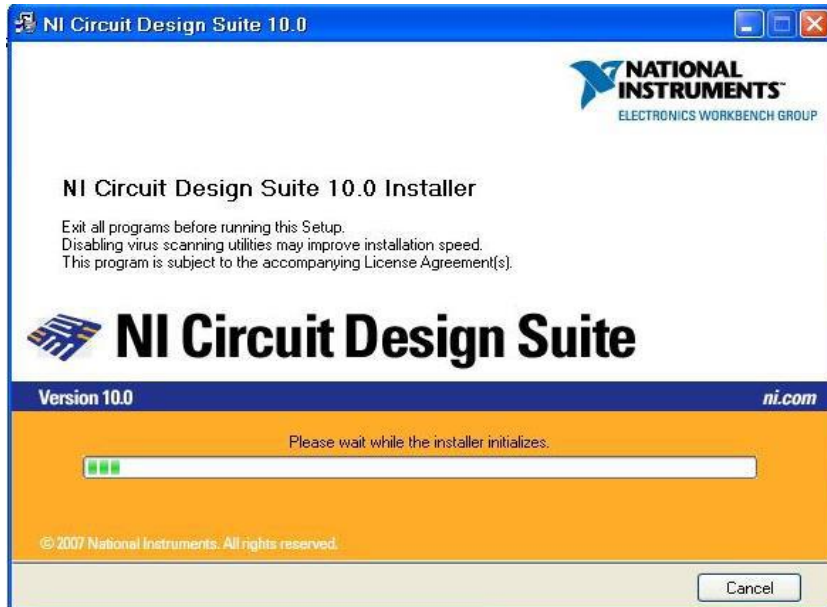 NI Circuit Design Suite 10.0
NATIONAL
INSTRUMENTS™
ELECTRONICS WORKBENCH GROUP
NI Circuit Design Suite 10.0 Installer
Exit all programs before running this Setup.
Disabling virus scanning utilities may improve installation speed.
This program is subject to the accompanying License Agreement(s).
NI Circuit Design Suite
Version 10.0
ni.com
Please wait while the installer initializes.
© 2007 National Instruments. All rights reserved.
Cancel